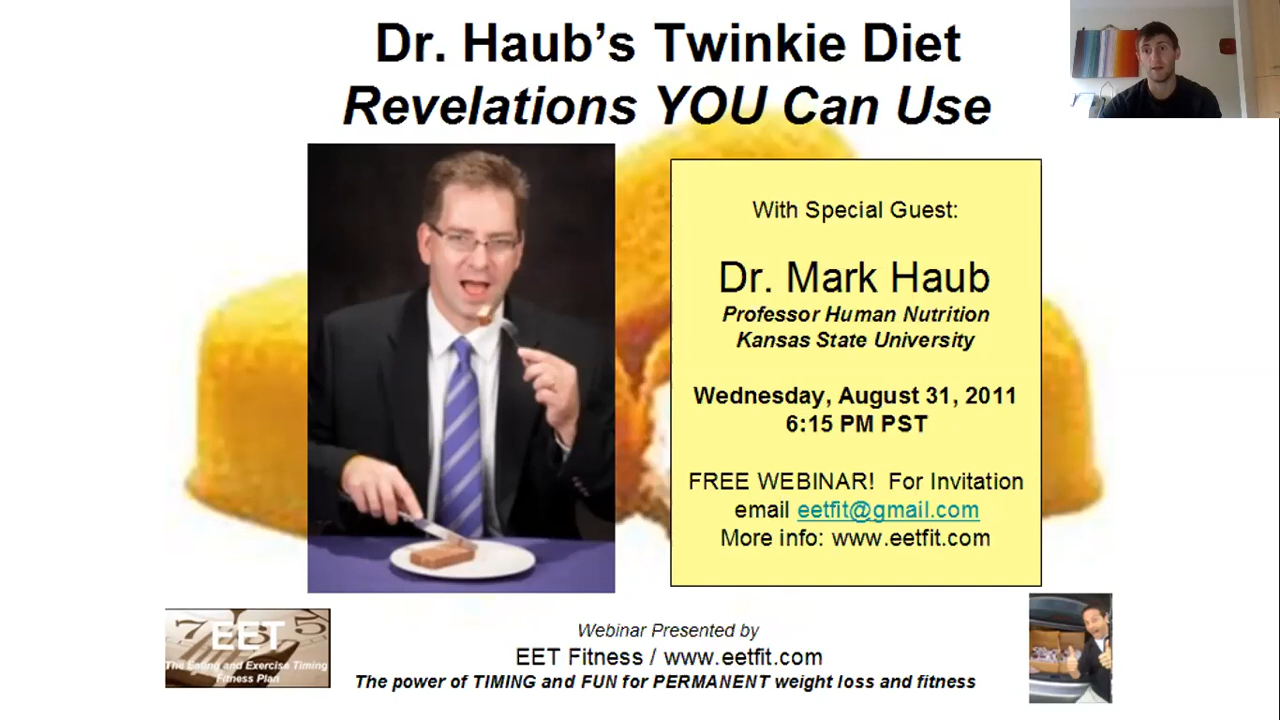 Dr. Haub's Twinkie Diet
Revelations YOU Can Use
With Special Guest:
Dr. Mark Haub
Professor Human Nutrition
Kansas State University
Wednesday, August 31, 2011
6:15 PM PST
FREE WEBINAR! For Invitation
email eetfit@gmail.com
More info: www.eetfit.com
EET
The Eating and Exercise Timing
Fitness Plan
Webinar Presented by
EET Fitness / www.eetfit.com
The power of TIMING and FUN for PERMANENT weight loss and fitness